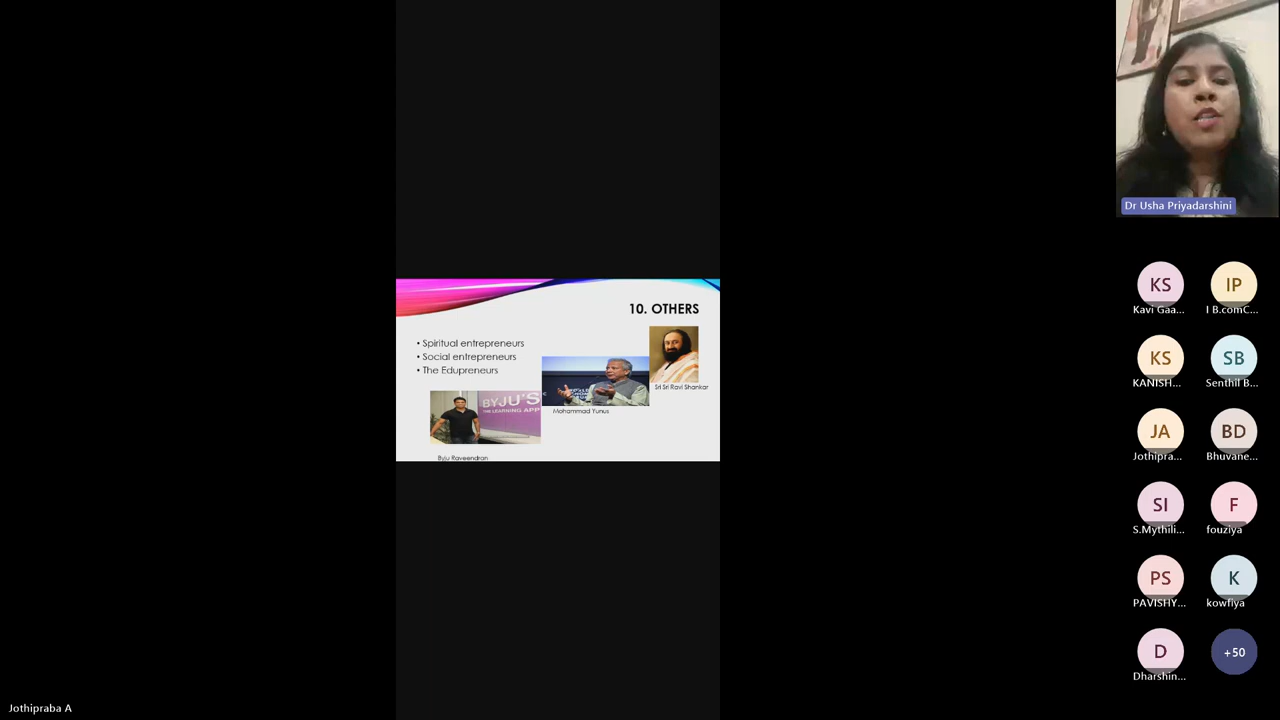 10. OTHERS
• Spiritual entrepreneurs
• Social entrepreneurs
• The Edupreneurs
Sri Sri Ravi Shankar
BYJU'S
THE LEARNING APP
Mohammad Yunus
Byju Raveendran
Dr Usha Priyadarshini
KS
IP
Kavi Gaa...
I B.comC...
KS
SB
KANISH...
Senthil B...
JA
BD
Jothipra...
Bhuvane...
SI
F
S.Mythili...
fouziya
PS
K
PAVISHY...
kowfiya
D
+50
Dharshin...
Jothipraba A